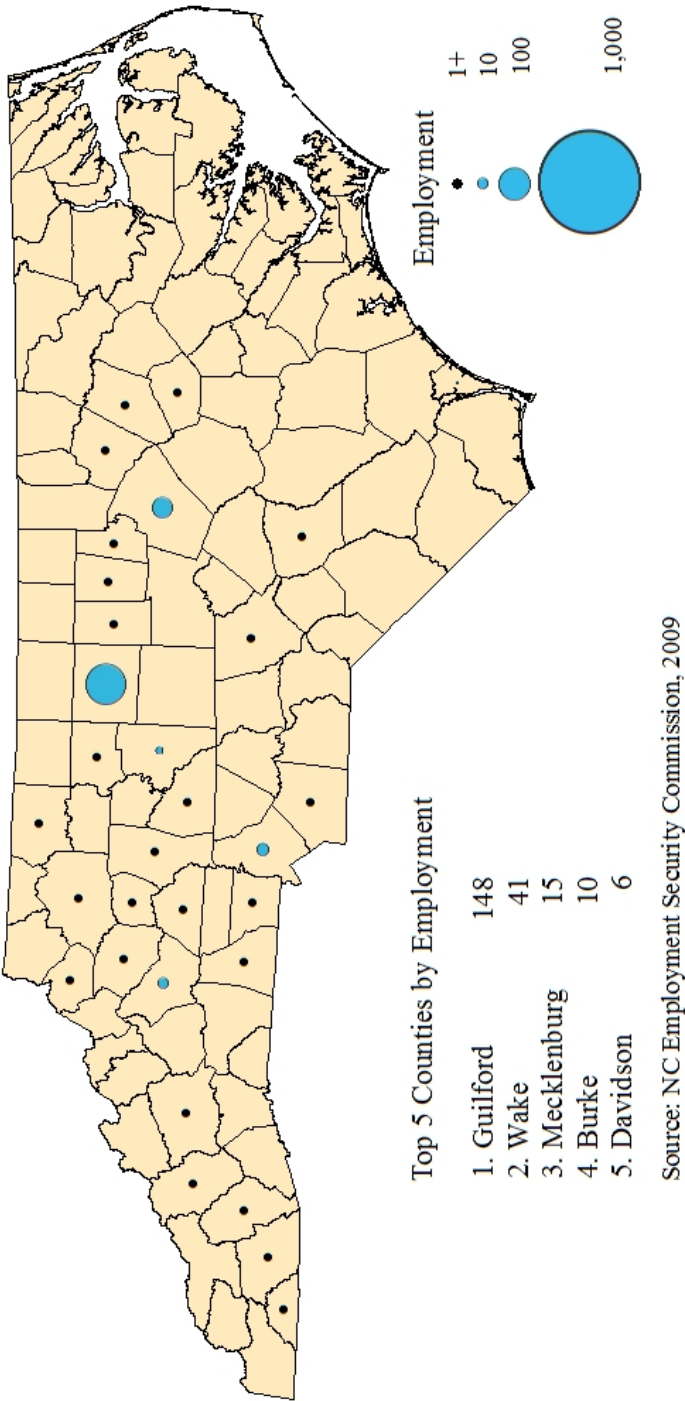 Top 5 Counties by Employment
1. Guilford 148
2. Wake 41
3. Mecklenburg 15
4. Burke 10
5. Davidson 6
Source: NC Employment Security Commission, 2009
Employment
1+
10
100
1,000